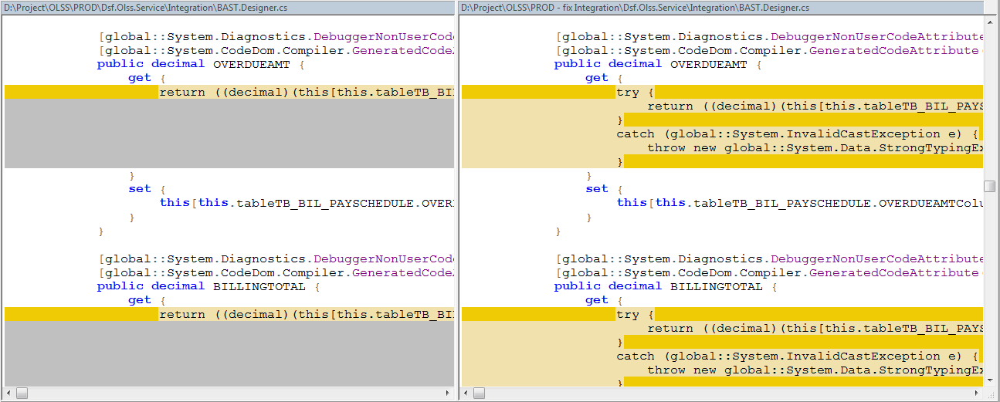 D:\Project\OLSS\PROD\Dsf.Olss.Service\Integration\BAST.Designer.cs
[global::System.Diagnostics.DebuggerNonUserCod
[global::System.CodeDom.Compiler.GeneratedCode
public decimal OVERDUEAMT {
get {
return ((decimal)(this[this.tableTB_BI
}
set {
this[this.tableTB_BIL_PAYSCHEDULE.OVER
}
}
[global::System.Diagnostics.DebuggerNonUserCod
[global::System.CodeDom.Compiler.GeneratedCode
public decimal BILLINGTOTAL {
get {
return ((decimal)(this[this.tableTB_BI
D:\Project\OLSS\PROD - fix Integration\Dsf.Olss.Service\Integration\BAST.Designer.cs
[global::System.Diagnostics.DebuggerNonUserCodeAttribute
[global::System.CodeDom.Compiler.GeneratedCodeAttribute
public decimal OVERDUEAMT {
get {
try {
return ((decimal)(this[this.tableTB_BIL_PAYS
}
catch (global::System.InvalidCastException e) {
throw new global::System.Data.StrongTypingEx
}
}
set {
this[this.tableTB_BIL_PAYSCHEDULE.OVERDUEAMTColu
}
}
[global::System.Diagnostics.DebuggerNonUserCodeAttribute
[global::System.CodeDom.Compiler.GeneratedCodeAttribute
public decimal BILLINGTOTAL {
get {
try {
return ((decimal)(this[this.tableTB_BIL_PAYS
}
catch (global::System.InvalidCastException e) {
throw new global::System.Data.StrongTypingEx
}